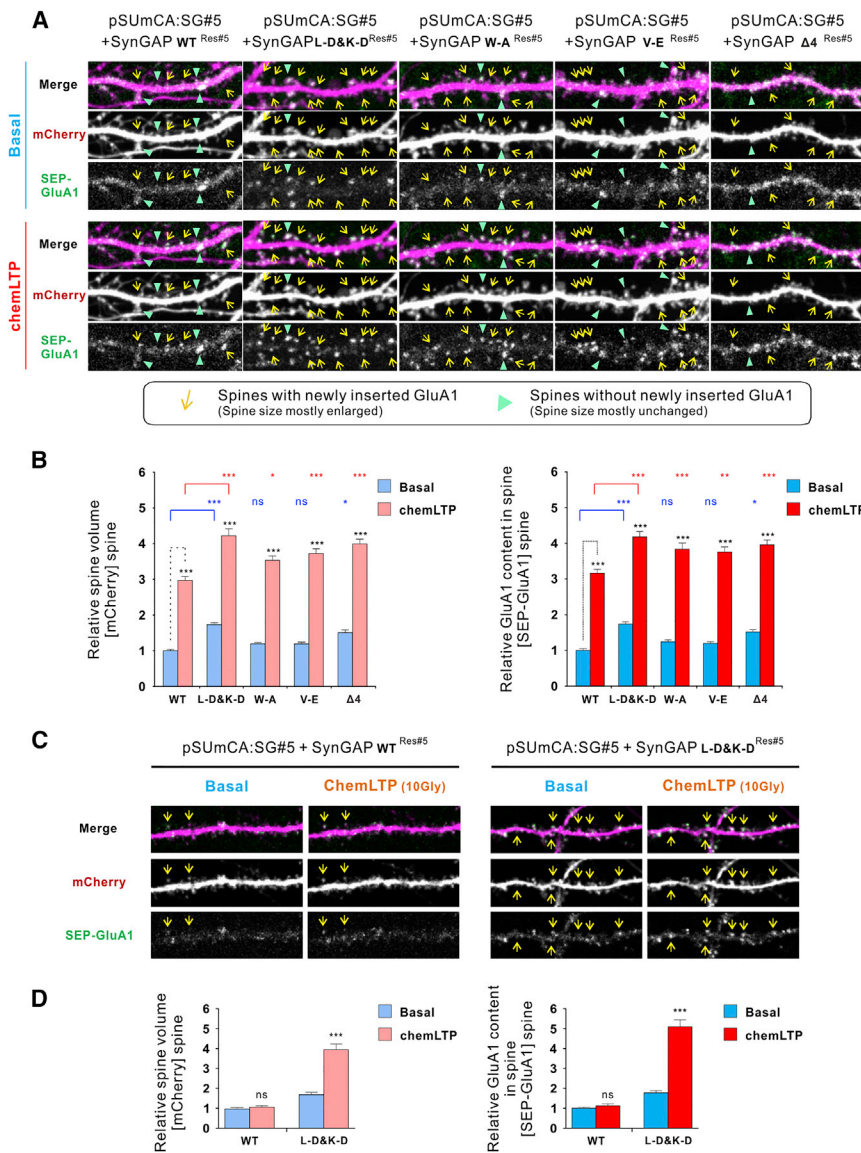 A
pSUmCA:SG#5
+SynGAP WT Res#5
pSUmCA:SG#5
+SynGAPL-D&K-DRes#5
pSUmCA:SG#5
+SynGAP W-A Res#5
pSUmCA:SG#5
+SynGAP V-E Res#5
pSUmCA:SG#5
+SynGAP Δ4 Res#5
Basal
Merge
mCherry
SEP-
GluA1
chemLTP
Merge
mCherry
SEP-
GluA1
Spines with newly inserted GluA1
(Spine size mostly enlarged)
Spines without newly inserted GluA1
(Spine size mostly unchanged)
B
Relative spine volume
[mCherry] spine
6
5
4
3
2
1
0
*** * *** ***
*** ns ns *
*** *** *** *** ***
Basal
chemLTP
WT L-D&K-D W-A V-E Δ4
Relative GluA1 content in spine
[SEP-GluA1] spine
6
5
4
3
2
1
0
*** *** ** ***
*** ns ns *
*** *** *** *** ***
Basal
chemLTP
WT L-D&K-D W-A V-E Δ4
C
pSUmCA:SG#5 + SynGAP WT Res#5
pSUmCA:SG#5 + SynGAP L-D&K-D Res#5
Basal
ChemLTP (10Gly)
Basal
ChemLTP (10Gly)
Merge
mCherry
SEP-GluA1
D
Relative spine volume
[mCherry] spine
6
5
4
3
2
1
0
ns
***
Basal
chemLTP
WT L-D&K-D
Relative GluA1 content
in spine
[SEP-GluA1] spine
6
5
4
3
2
1
0
ns
***
Basal
chemLTP
WT L-D&K-D